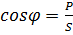 cosφ = P/S